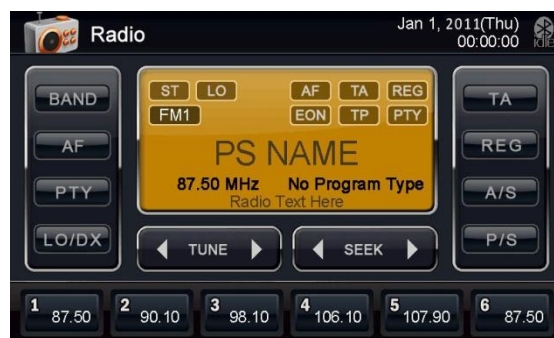 Radio
Jan 1, 2011(Thu)
00:00:00
idle
BAND
AF
PTY
LO/DX
ST LO AF TA REG
FM1 EON TP PTY
PS NAME
87.50 MHz No Program Type
Radio Text Here
TUNE SEEK
TA
REG
A/S
P/S
1 87.50 2 90.10 3 98.10 4 106.10 5 107.90 6 87.50